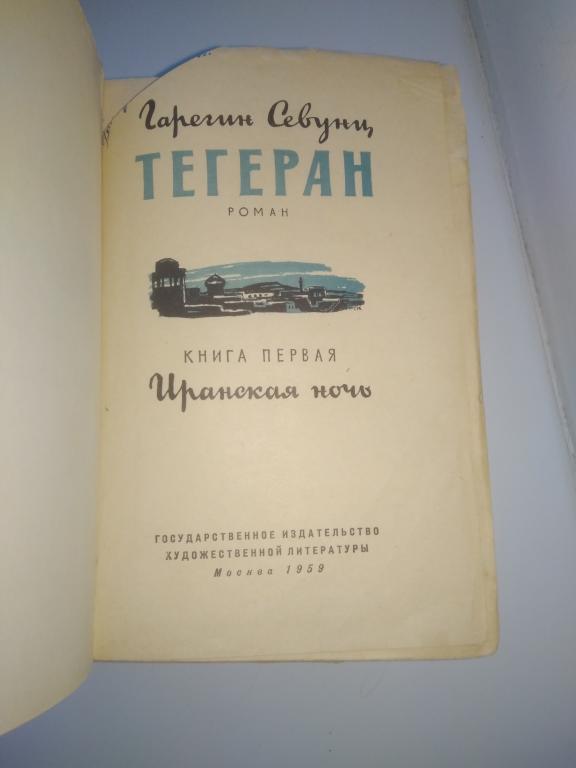 Гарегин Севунц
ТЕГЕРАН
РОМАН
КНИГА ПЕРВАЯ
Иранская ночь
ГОСУДАРСТВЕННОЕ ИЗДАТЕЛЬСТВО
ХУДОЖЕСТВЕННОЙ ЛИТЕРАТУРЫ
Москва 1959